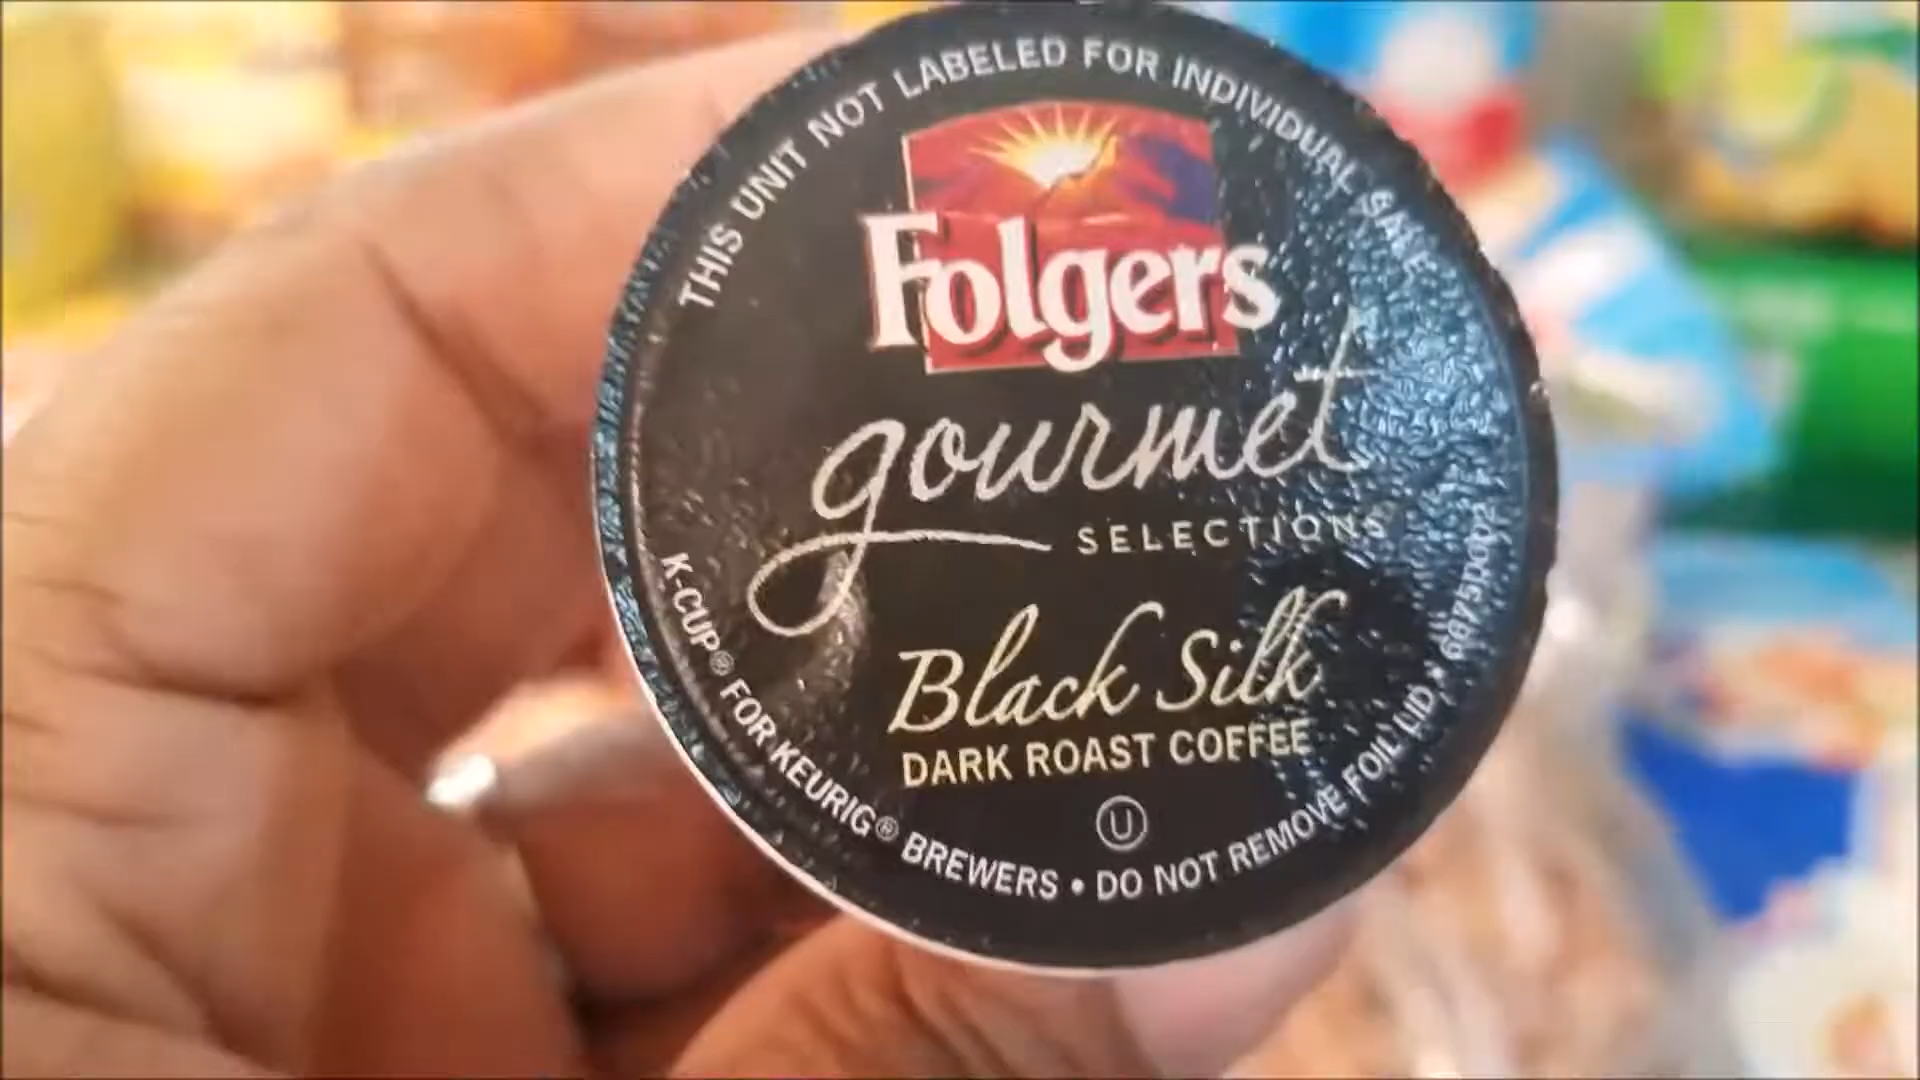 THIS UNIT NOT LABELED FOR INDIVIDUAL SALE
Folgers
gourmet
SELECTIONS
Black Silk
DARK ROAST COFFEE
U
K-CUP® FOR KEURIG® BREWERS • DO NOT REMOVE FOIL LID •